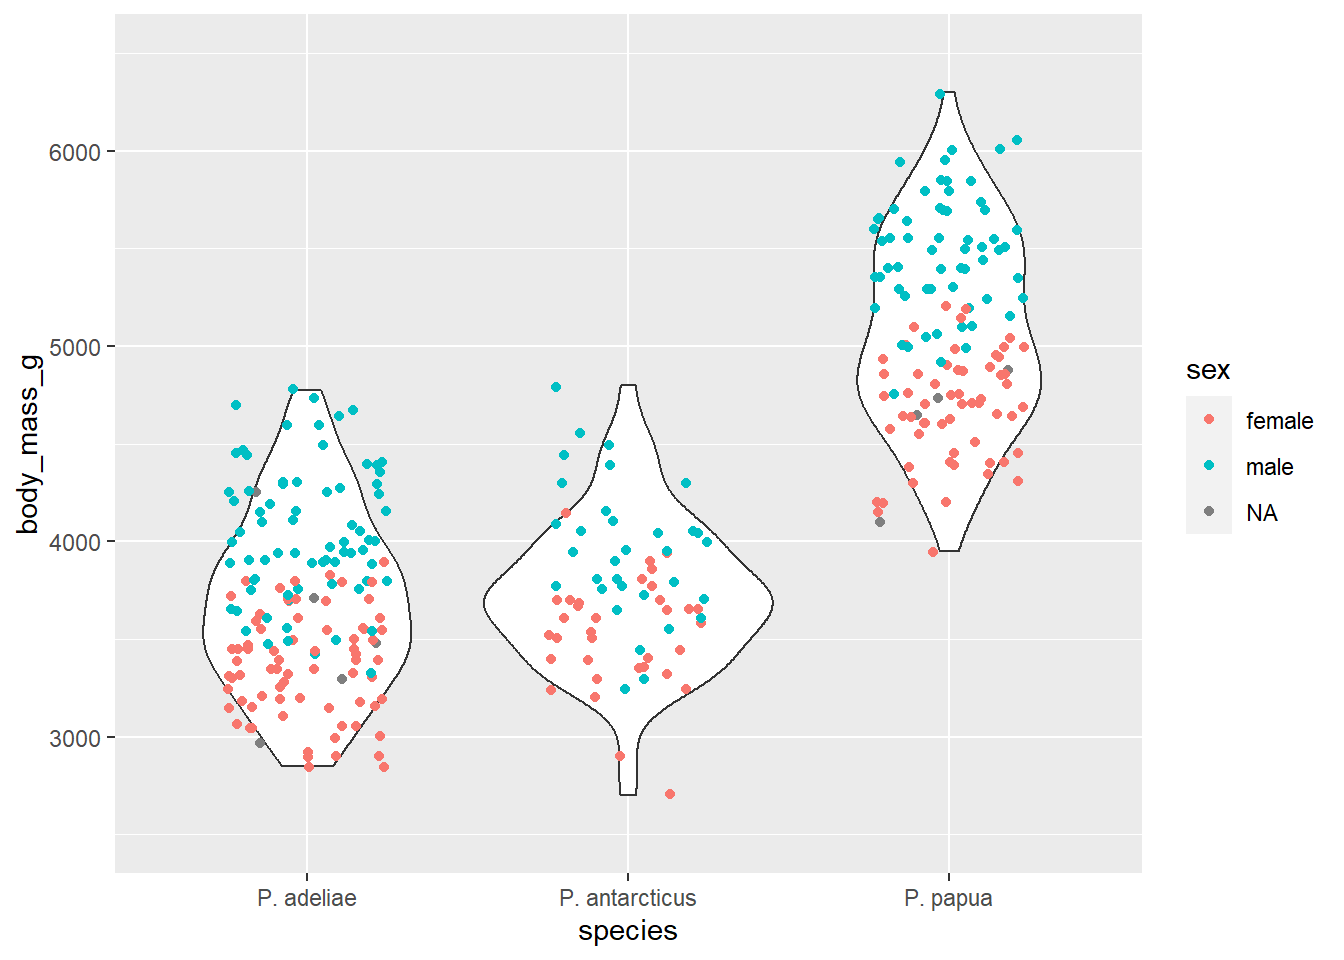 body_mass_g
6000
5000
4000
3000
P. adeliae
P. antarcticus
P. papua
species
sex
female
male
NA